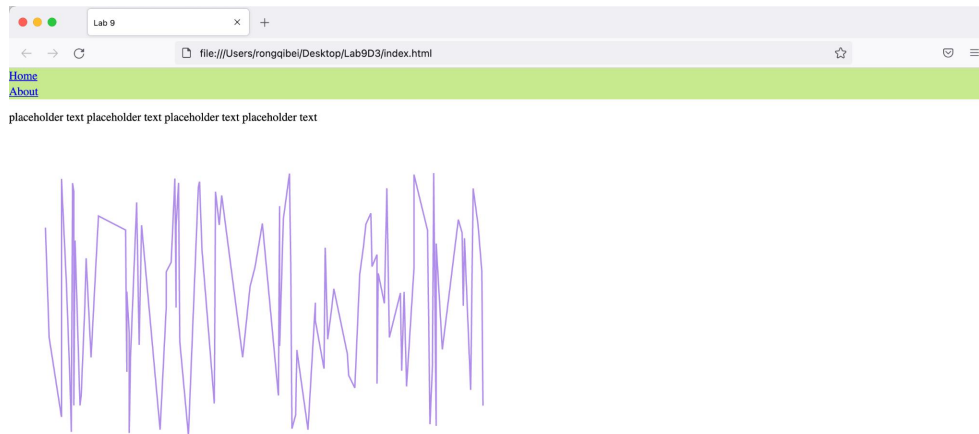 Lab 9
file:///Users/rongqibei/Desktop/Lab9D3/index.html
Home
About
placeholder text placeholder text placeholder text placeholder text